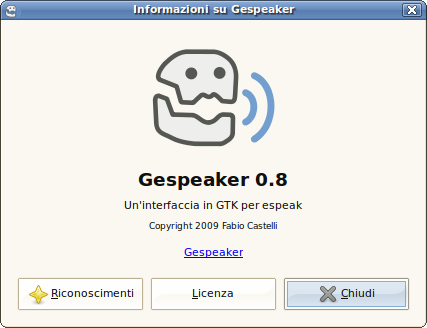 Informazioni su Gespeaker
Gespeaker 0.8
Un'interfaccia in GTK per espeak
Copyright 2009 Fabio Castelli
Gespeaker
Riconoscimenti
Licenza
Chiudi